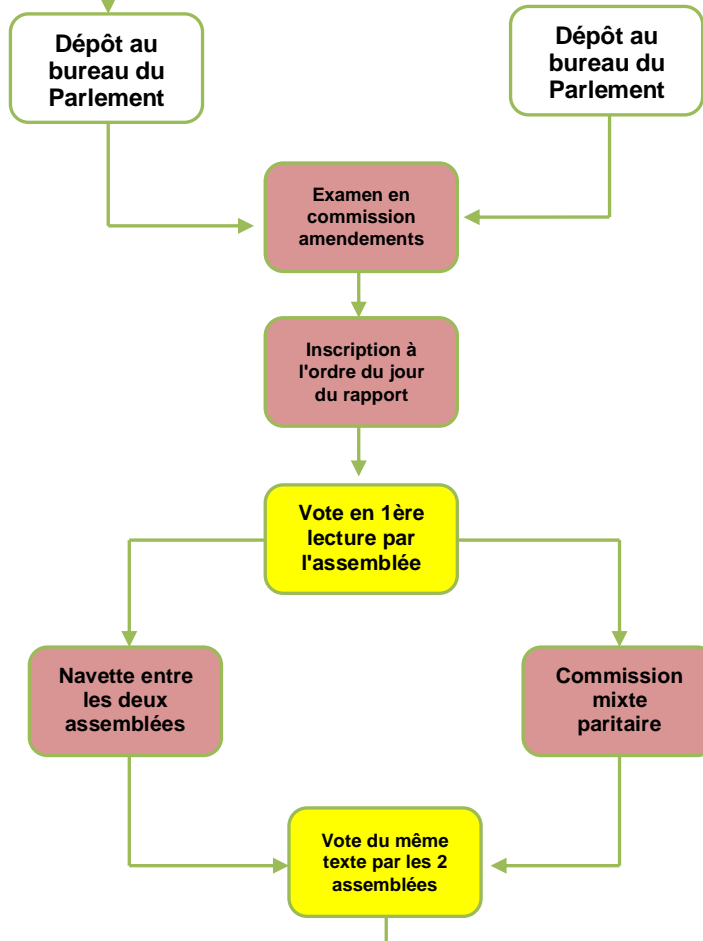 Dépôt au
bureau du
Parlement
Dépôt au
bureau du
Parlement
Examen en
commission
amendements
Inscription à
l'ordre du jour
du rapport
Vote en 1ère
lecture par
l'assemblée
Navette entre
les deux
assemblées
Commission
mixte
paritaire
Vote du même
texte par les 2
assemblées